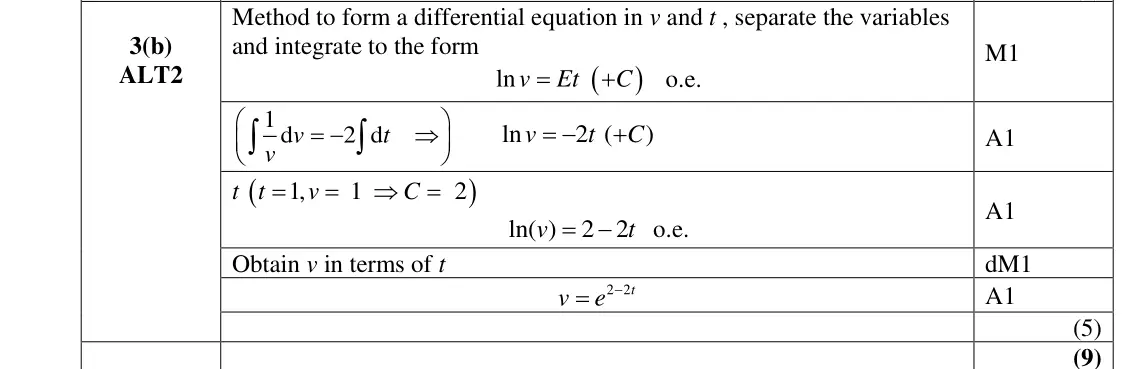 3(b)
ALT2
Method to form a differential equation in v and t , separate the variables
and integrate to the form
ln v = Et (+C) o.e.
M1
(∫ 1/v dv = −2∫ dt ⇒) ln v = −2t (+C)
A1
t (t = 1, v = 1 ⇒ C = 2)
ln(v) = 2 − 2t o.e.
A1
Obtain v in terms of t
dM1
v = e^{2−2t}
A1
(5)
(9)